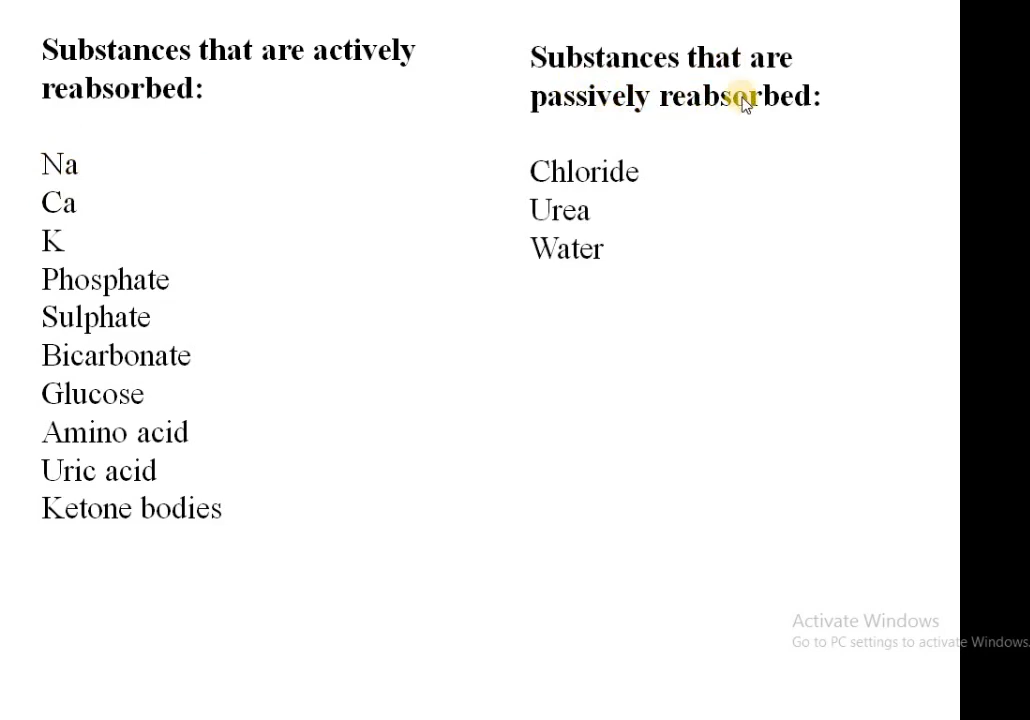 Substances that are actively
reabsorbed:
Na
Ca
K
Phosphate
Sulphate
Bicarbonate
Glucose
Amino acid
Uric acid
Ketone bodies
Substances that are
passively reabsorbed:
Chloride
Urea
Water
Activate Windows
Go to PC settings to activate Windows.